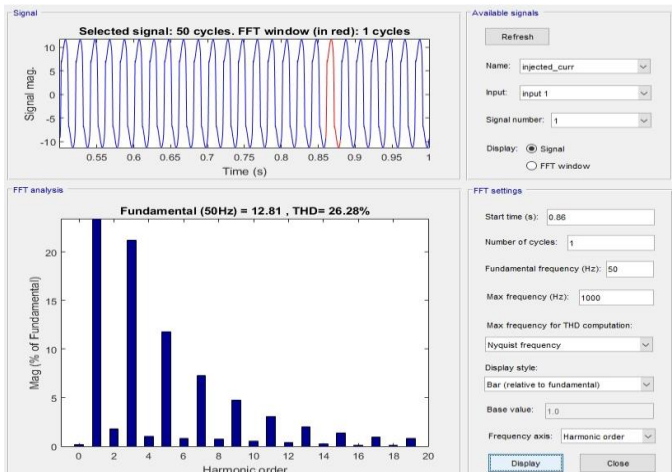 Signal
Selected signal: 50 cycles. FFT window (in red): 1 cycles
Signal mag.
10
5
0
-5
-10
0.55 0.6 0.65 0.7 0.75 0.8 0.85 0.9 0.95 1
Time (s)
Available signals
Refresh
Name: injected_curr
Input: input 1
Signal number: 1
Display: Signal
FFT window
FFT analysis
Fundamental (50Hz) = 12.81 , THD= 26.28%
Mag (% of Fundamental)
20
15
10
5
0
0 2 4 6 8 10 12 14 16 18 20
Harmonic order
FFT settings
Start time (s): 0.86
Number of cycles: 1
Fundamental frequency (Hz): 50
Max frequency (Hz): 1000
Max frequency for THD computation:
Nyquist frequency
Display style:
Bar (relative to fundamental)
Base value: 1.0
Frequency axis: Harmonic order
Display Close